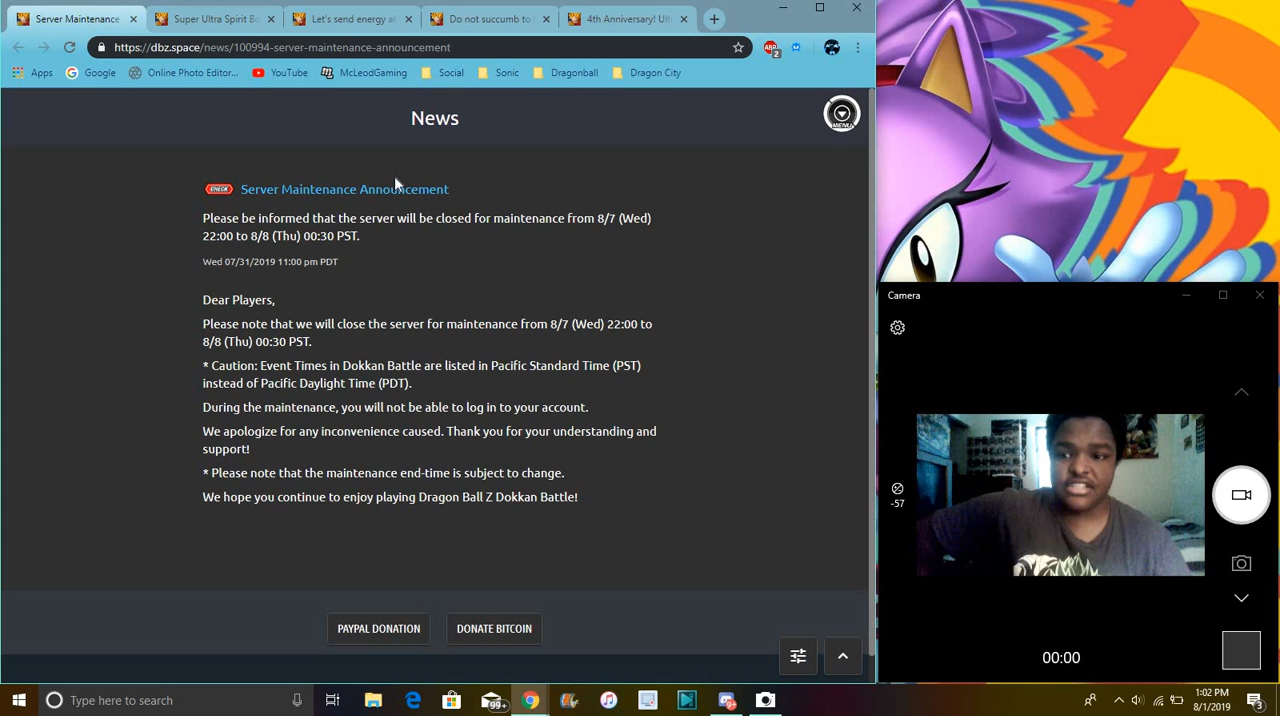 Server Maintenance
Super Ultra Spirit Bo
Let's send energy al
Do not succumb to
4th Anniversary! Ult
https://dbz.space/news/100994-server-maintenance-announcement
ABP
2
Apps
Google
Online Photo Editor...
YouTube
McLeodGaming
Social
Sonic
Dragonball
Dragon City
News
MENU
CHECK
Server Maintenance Announcement
Please be informed that the server will be closed for maintenance from 8/7 (Wed)
22:00 to 8/8 (Thu) 00:30 PST.
Wed 07/31/2019 11:00 pm PDT
Dear Players,
Please note that we will close the server for maintenance from 8/7 (Wed) 22:00 to
8/8 (Thu) 00:30 PST.
* Caution: Event Times in Dokkan Battle are listed in Pacific Standard Time (PST)
instead of Pacific Daylight Time (PDT).
During the maintenance, you will not be able to log in to your account.
We apologize for any inconvenience caused. Thank you for your understanding and
support!
* Please note that the maintenance end-time is subject to change.
We hope you continue to enjoy playing Dragon Ball Z Dokkan Battle!
PAYPAL DONATION
DONATE BITCOIN
Camera
-57
00:00
Type here to search
99+
9+
1:02 PM
8/1/2019
3